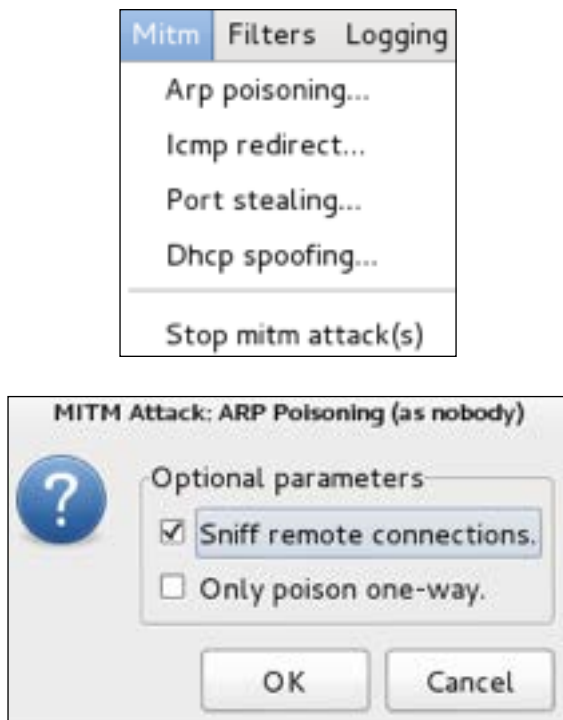 Mitm Filters Logging
Arp poisoning...
Icmp redirect...
Port stealing...
Dhcp spoofing...
Stop mitm attack(s)
MITM Attack: ARP Poisoning (as nobody)
?
Optional parameters
Sniff remote connections.
Only poison one-way.
OK Cancel